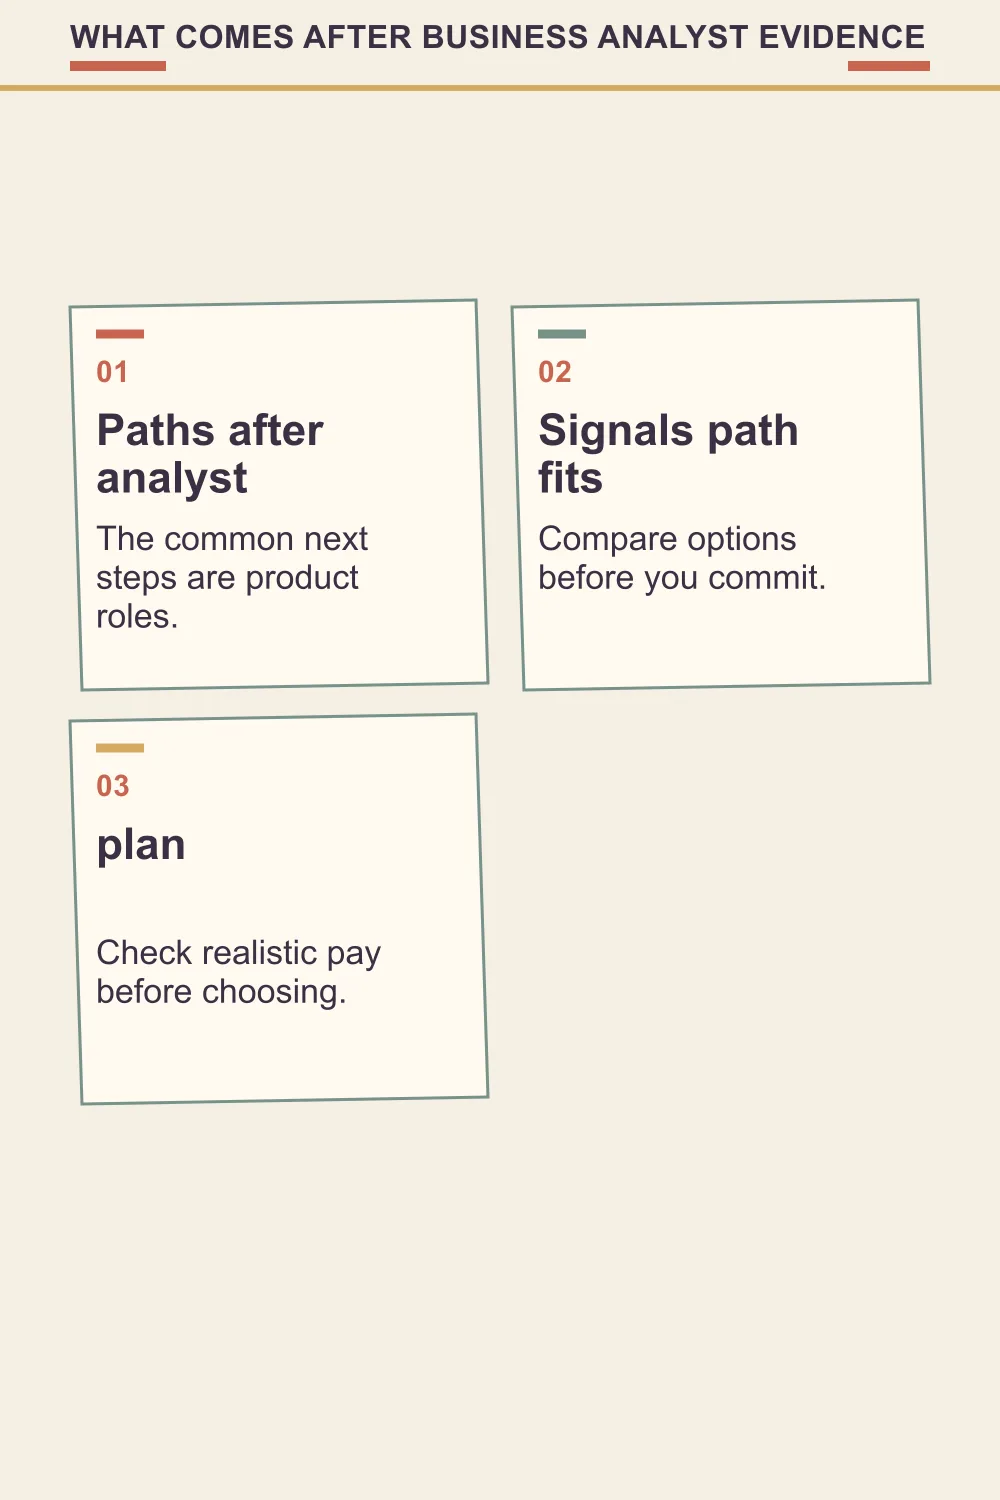 WHAT COMES AFTER BUSINESS ANALYST EVIDENCE
01
Paths after
analyst
The common next
steps are product
roles.
02
Signals path
fits
Compare options
before you commit.
03
plan
Check realistic pay
before choosing.